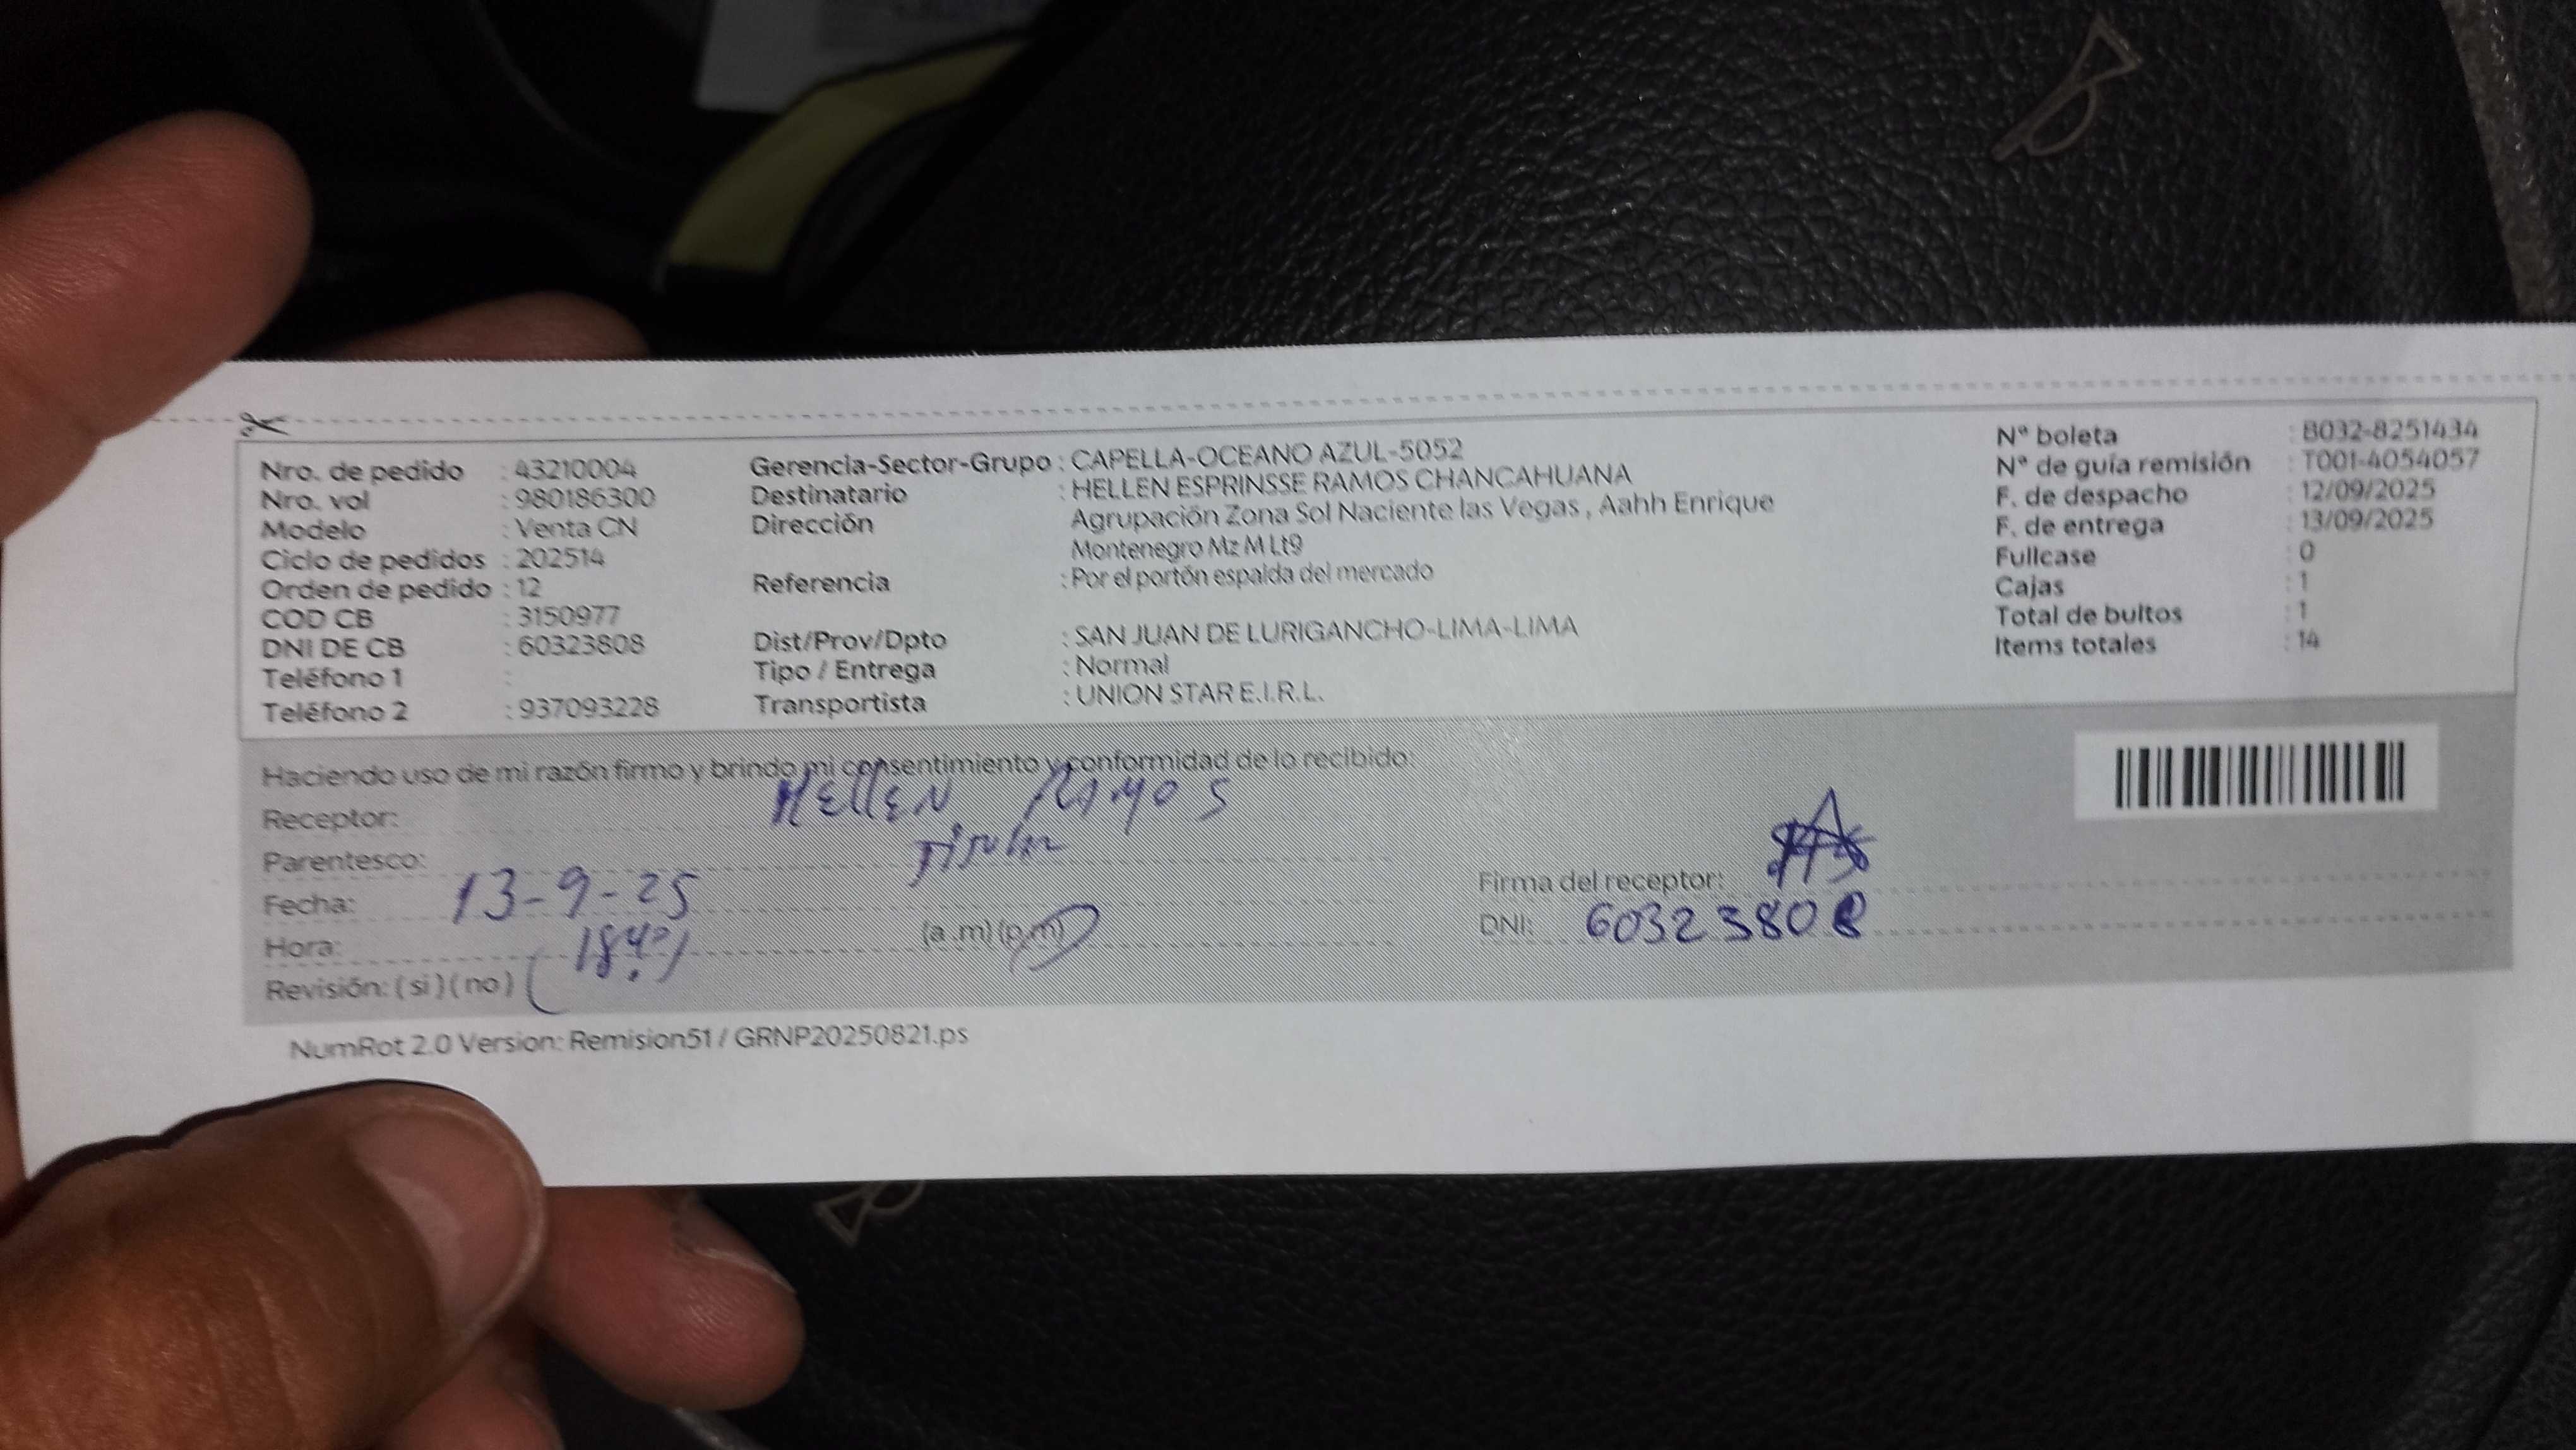 Nro. de pedido : 43210004
Nro. vol : 980186300
Modelo : Venta CN
Ciclo de pedidos : 202514
Orden de pedido : 12
COD CB : 3150977
DNI DE CB : 60323808
Teléfono 1 :
Teléfono 2 : 937093228
Gerencia-Sector-Grupo : CAPELLA-OCEANO AZUL-5052
Destinatario : HELLEN ESPRINSSE RAMOS CHANCAHUANA
Dirección Agrupación Zona Sol Naciente las Vegas , Aahh Enrique
Montenegro Mz M Lt9
Referencia : Por el portón espalda del mercado
Dist/Prov/Dpto : SAN JUAN DE LURIGANCHO-LIMA-LIMA
Tipo / Entrega : Normal
Transportista : UNION STAR E.I.R.L.
N° boleta : B032-8251434
N° de guía remisión : T001-4054057
F. de despacho : 12/09/2025
F. de entrega : 13/09/2025
Fullcase : 0
Cajas : 1
Total de bultos : 1
Items totales : 14
Haciendo uso de mi razón firmo y brindo mi consentimiento y conformidad de lo recibido:
Receptor: HEllEN RAMOS
Parentesco: Titular
Fecha: 13-9-25
Hora: (a .m) (p.m)
Revisión: ( si ) ( no )
Firma del receptor:
DNI: 60323808
NumRot 2.0 Version: Remision51 / GRNP20250821.ps